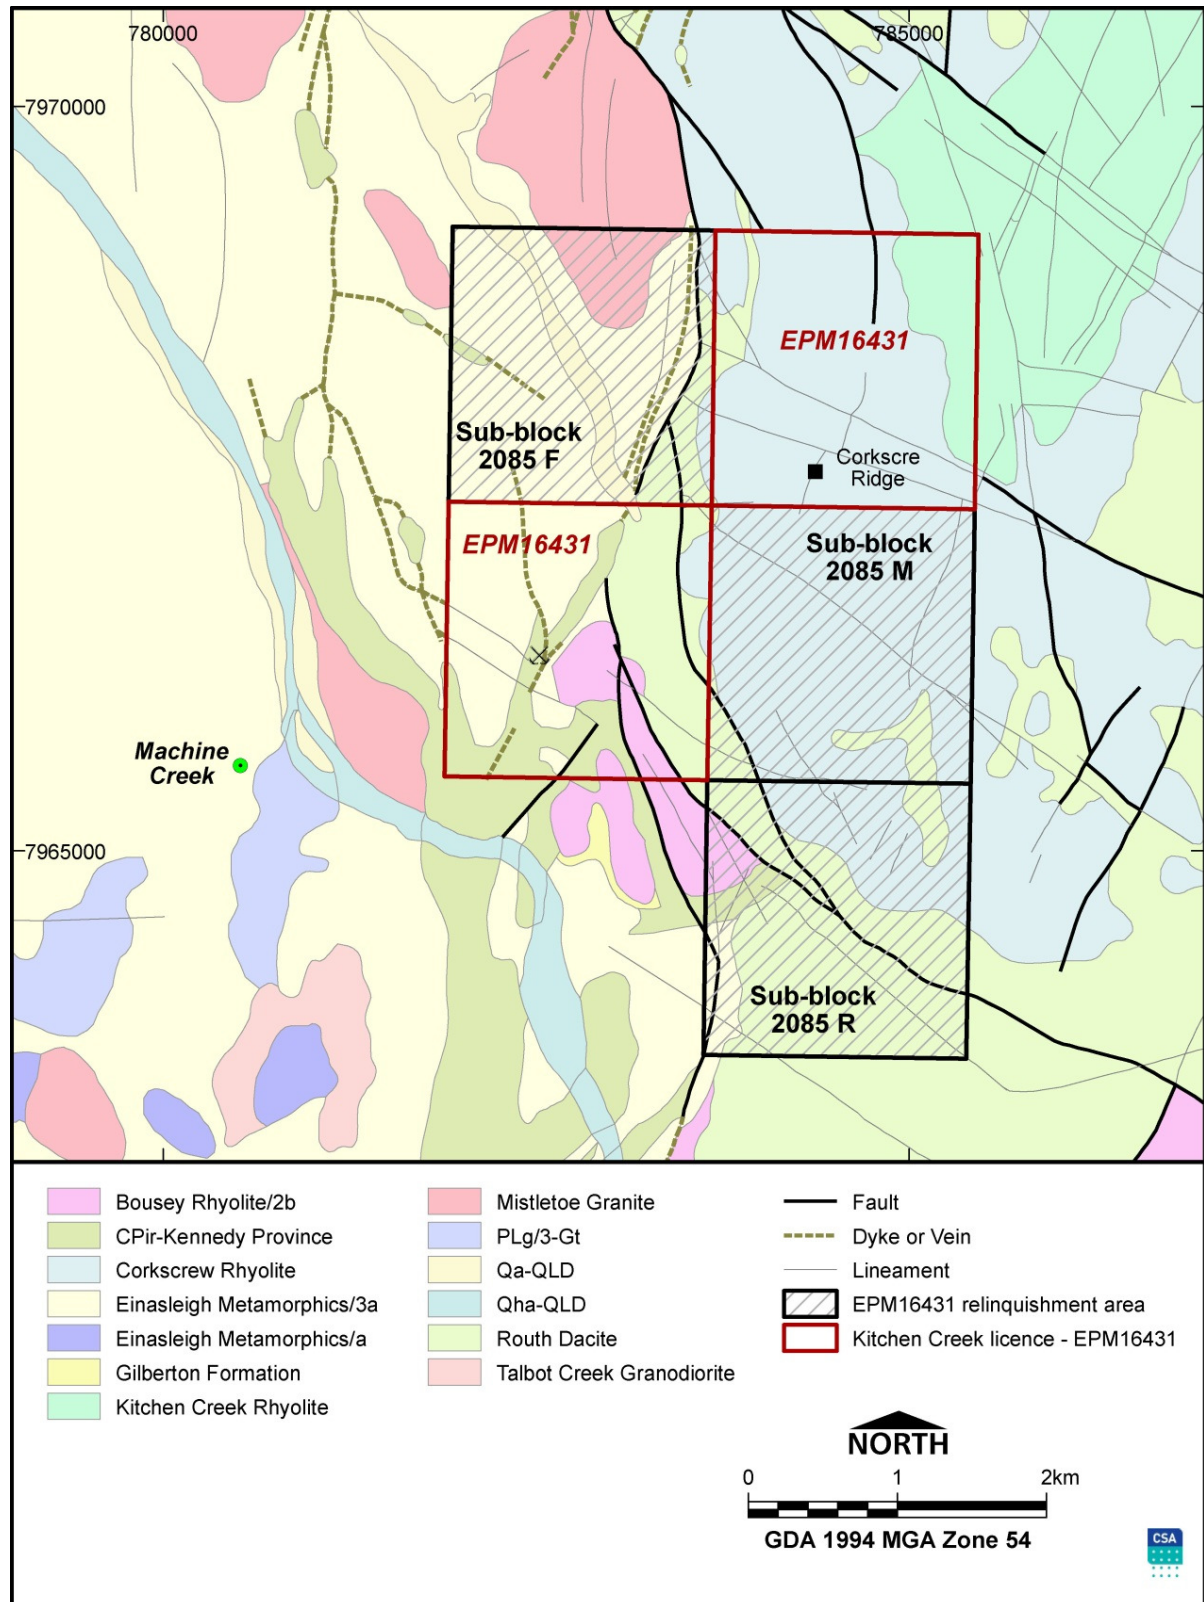 780000
785000
7970000
EPM16431
Sub-block
2085 F
Corkscre
Ridge
EPM16431
Sub-block
2085 M
Machine
Creek
7965000
Sub-block
2085 R
Bousey Rhyolite/2b
CPir-Kennedy Province
Corkscrew Rhyolite
Einasleigh Metamorphics/3a
Einasleigh Metamorphics/a
Gilberton Formation
Kitchen Creek Rhyolite
Mistletoe Granite
PLg/3-Gt
Qa-QLD
Qha-QLD
Routh Dacite
Talbot Creek Granodiorite
Fault
Dyke or Vein
Lineament
EPM16431 relinquishment area
Kitchen Creek licence - EPM16431
NORTH
0 1 2km
GDA 1994 MGA Zone 54
CSA